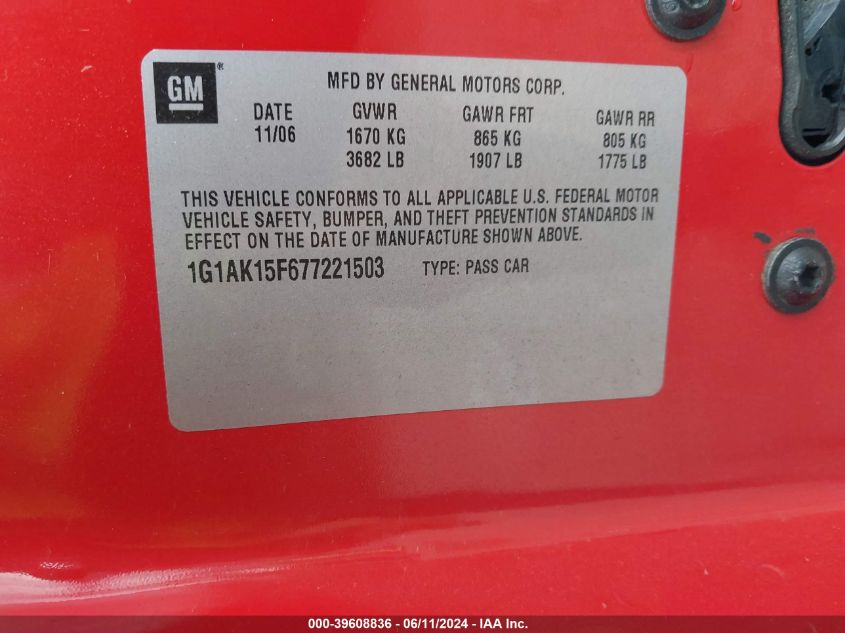 GM®
MFD BY GENERAL MOTORS CORP.
DATE GVWR GAWR FRT GAWR RR
11/06 1670 KG 865 KG 805 KG
3682 LB 1907 LB 1775 LB
THIS VEHICLE CONFORMS TO ALL APPLICABLE U.S. FEDERAL MOTOR
VEHICLE SAFETY, BUMPER, AND THEFT PREVENTION STANDARDS IN
EFFECT ON THE DATE OF MANUFACTURE SHOWN ABOVE.
1G1AK15F677221503 TYPE: PASS CAR
000-39608836 - 06/11/2024 - IAA Inc.